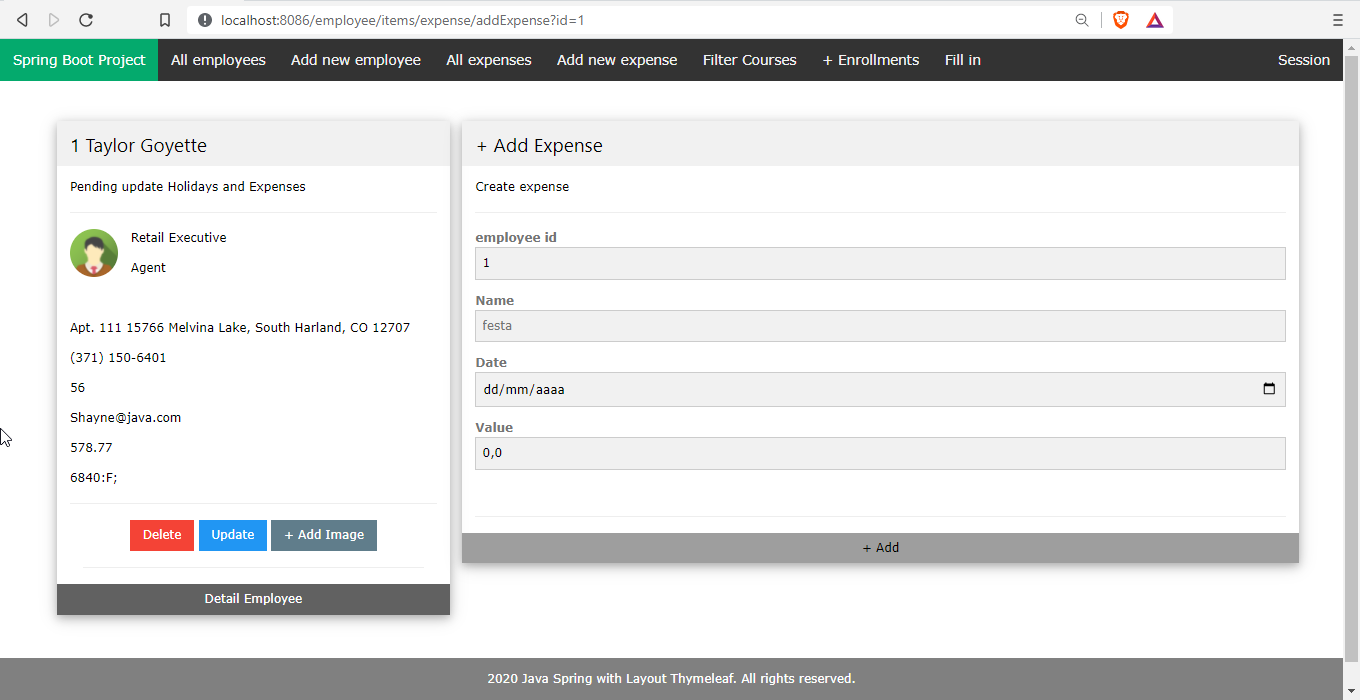 localhost:8086/employee/items/expense/addExpense?id=1
Spring Boot Project All employees Add new employee All expenses Add new expense Filter Courses + Enrollments Fill in Session
1 Taylor Goyette
Pending update Holidays and Expenses
Retail Executive
Agent
Apt. 111 15766 Melvina Lake, South Harland, CO 12707
(371) 150-6401
56
Shayne@java.com
578.77
6840:F;
Delete Update + Add Image
Detail Employee
+ Add Expense
Create expense
employee id
1
Name
festa
Date
dd/mm/aaaa
Value
0,0
+ Add
2020 Java Spring with Layout Thymeleaf. All rights reserved.